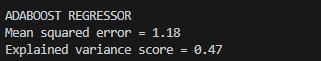 ADABOOST REGRESSOR
Mean squared error = 1.18
Explained variance score = 0.47